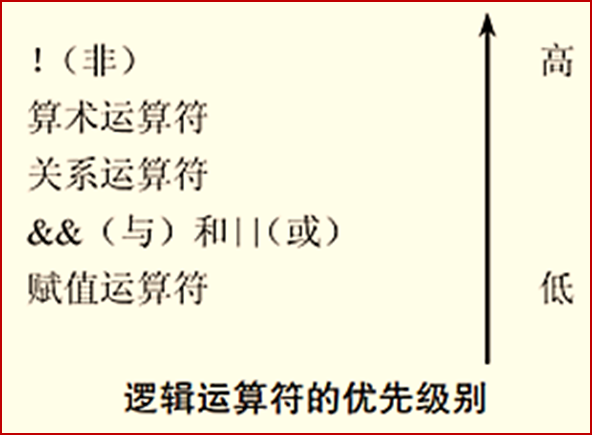 !（非）
高
算术运算符
关系运算符
&&（与）和||（或）
赋值运算符
低
逻辑运算符的优先级别